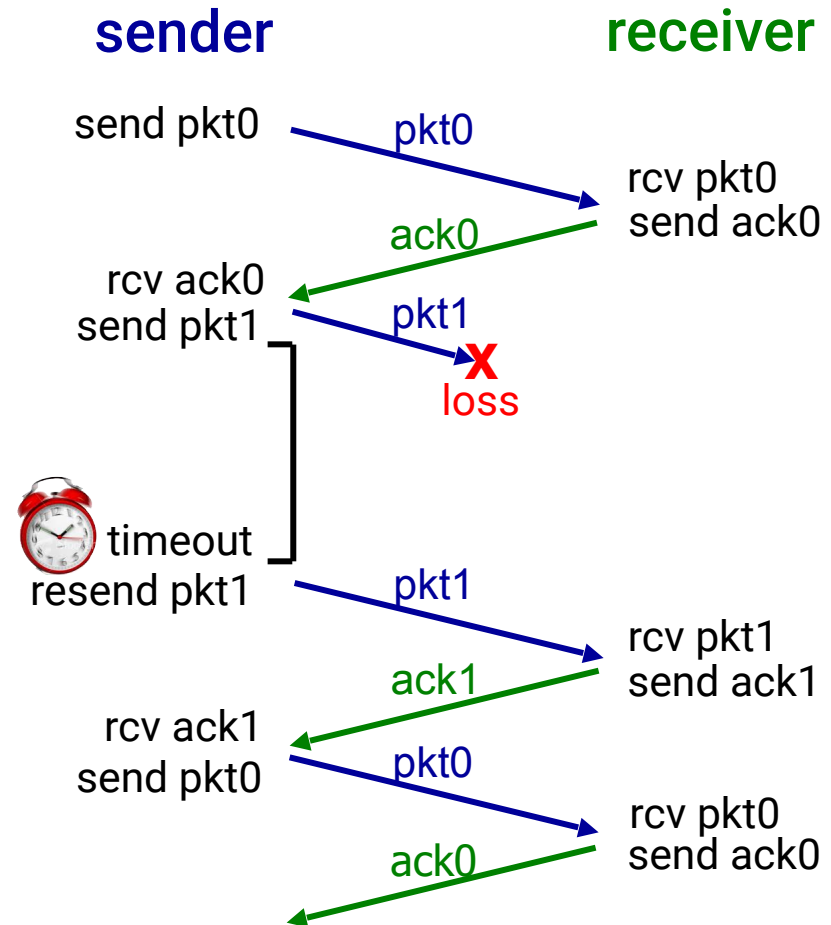 sender
receiver
send pkt0
pkt0
rcv pkt0
send ack0
ack0
rcv ack0
send pkt1
pkt1
X
loss
timeout
resend pkt1
pkt1
rcv pkt1
send ack1
ack1
rcv ack1
send pkt0
pkt0
rcv pkt0
send ack0
ack0